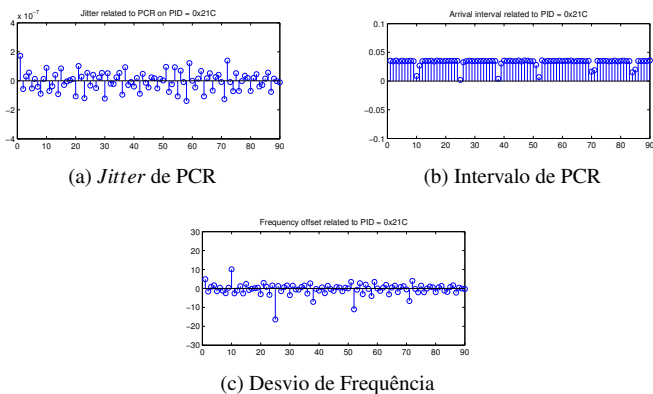 Jitter related to PCR on PID = 0x21C
x 10⁻⁷
4
2
0
−2
−4
0 10 20 30 40 50 60 70 80 90
(a) Jitter de PCR
Arrival interval related to PID = 0x21C
0.1
0.05
0
−0.05
−0.1
0 10 20 30 40 50 60 70 80 90
(b) Intervalo de PCR
Frequency offset related to PID = 0x21C
30
20
10
0
−10
−20
−30
0 10 20 30 40 50 60 70 80 90
(c) Desvio de Frequência